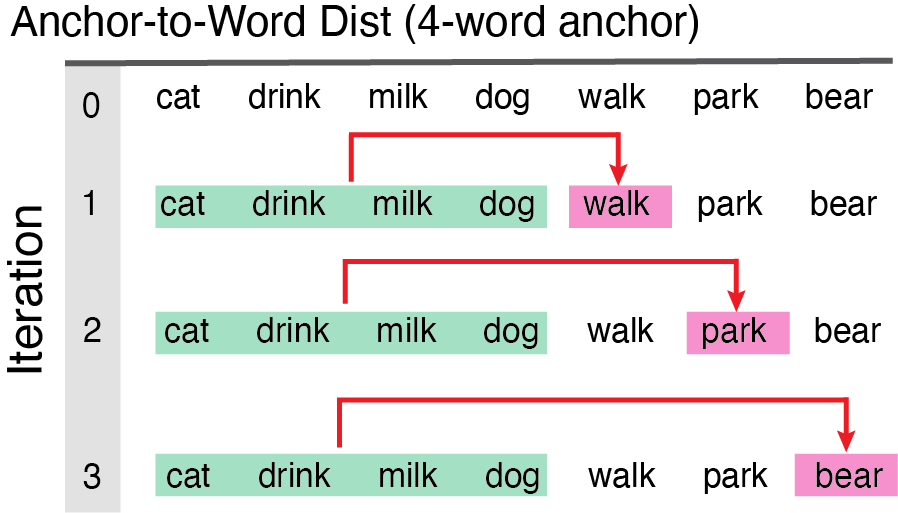 Anchor-to-Word Dist (4-word anchor)
Iteration
0 cat drink milk dog walk park bear
1 cat drink milk dog walk park bear
2 cat drink milk dog walk park bear
3 cat drink milk dog walk park bear